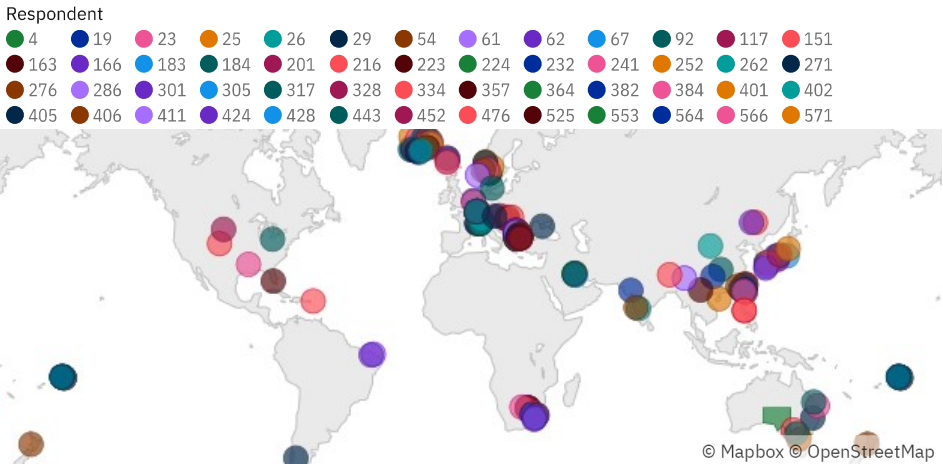 Respondent
4 19 23 25 26 29 54 61 62 67 92 117 151
163 166 183 184 201 216 223 224 232 241 252 262 271
276 286 301 305 317 328 334 357 364 382 384 401 402
405 406 411 424 428 443 452 476 525 553 564 566 571
© Mapbox © OpenStreetMap